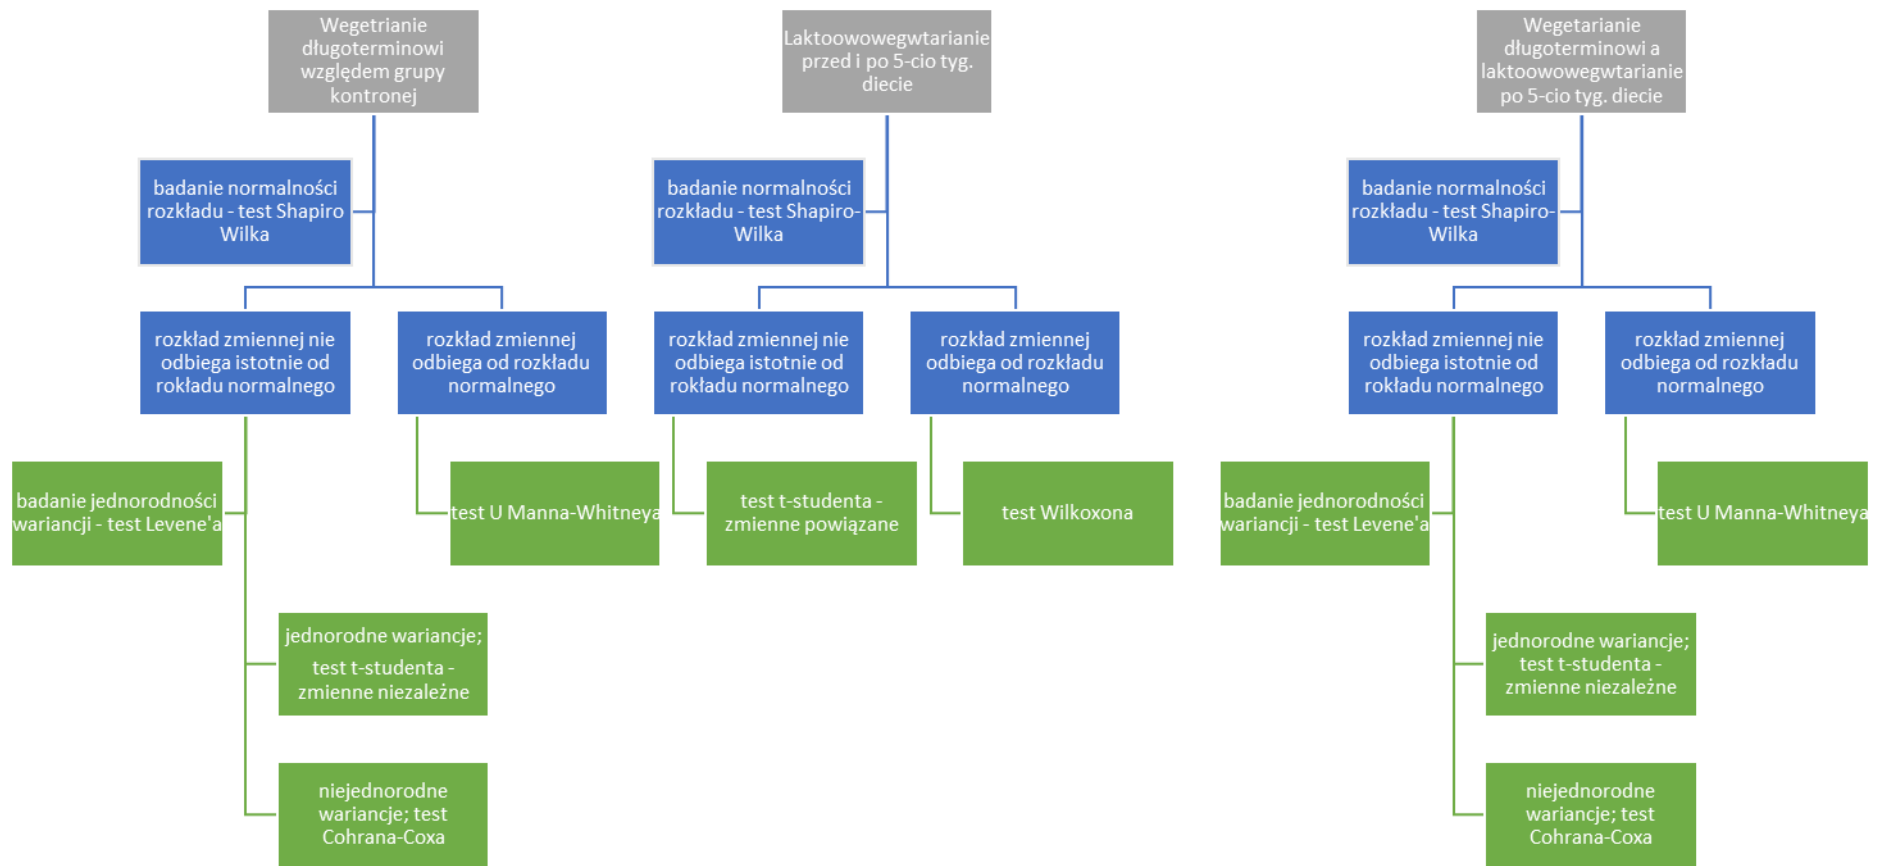 Wegetrianie
długoterminowi
względem grupy
kontronej
Laktoowowegwtarianie
przed i po 5-cio tyg.
diecie
Wegetarianie
długoterminowi a
laktoowowegwtarianie
po 5-cio tyg. diecie
badanie normalności
rozkładu - test Shapiro
Wilka
badanie normalności
rozkładu - test Shapiro-
Wilka
badanie normalności
rozkładu - test Shapiro-
Wilka
rozkład zmiennej nie
odbiega istotnie od
rokładu normalnego
rozkład zmiennej
odbiega od rozkładu
normalnego
rozkład zmiennej nie
odbiega istotnie od
rokładu normalnego
rozkład zmiennej
odbiega od rozkładu
normalnego
rozkład zmiennej nie
odbiega istotnie od
rokładu normalnego
rozkład zmiennej
odbiega od rozkładu
normalnego
badanie jednorodności
wariancji - test Levene'a
test U Manna-Whitneya
test t-studenta -
zmienne powiązane
test Wilkoxona
badanie jednorodności
wariancji - test Levene'a
test U Manna-Whitneya
jednorodne wariancje;
test t-studenta -
zmienne niezależne
jednorodne wariancje;
test t-studenta -
zmienne niezależne
niejednorodne
wariancje; test
Cohrana-Coxa
niejednorodne
wariancje; test
Cohrana-Coxa